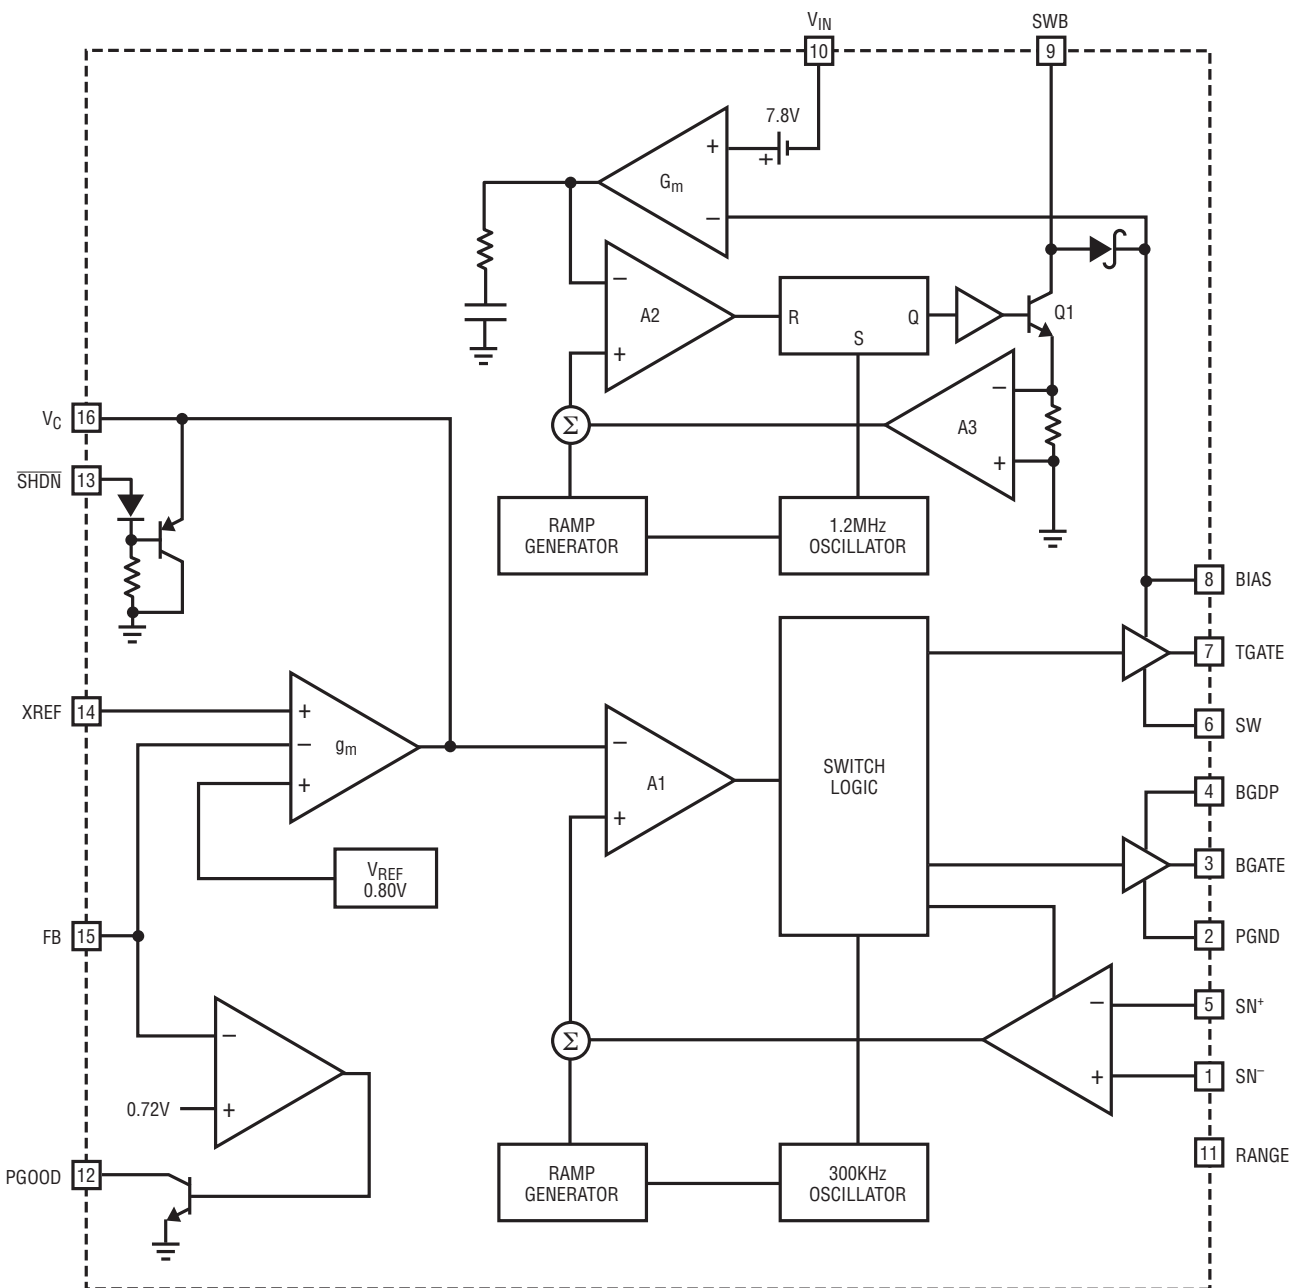 VIN
10
SWB
9
7.8V
+
+
Gm
−
−
A2
+
R
Q
S
Q1
−
A3
+
Σ
VC
16
SHDN
13
RAMP
GENERATOR
1.2MHz
OSCILLATOR
8
BIAS
7
TGATE
6
SW
XREF
14
+
−
gm
+
−
A1
+
SWITCH
LOGIC
4
BGDP
3
BGATE
2
PGND
VREF
0.80V
FB
15
−
5
SN+
Σ
+
1
SN−
−
0.72V
+
11
RANGE
PGOOD
12
RAMP
GENERATOR
300KHz
OSCILLATOR